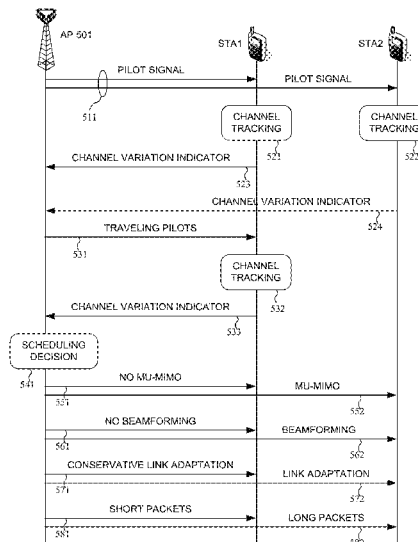 AP 501
STA1
STA2
PILOT SIGNAL
PILOT SIGNAL
511
CHANNEL TRACKING
521
CHANNEL TRACKING
522
CHANNEL VARIATION INDICATOR
523
CHANNEL VARIATION INDICATOR
524
TRAVELING PILOTS
531
CHANNEL TRACKING
532
CHANNEL VARIATION INDICATOR
533
SCHEDULING DECISION
541
NO MU-MIMO
551
MU-MIMO
552
NO BEAMFORMING
561
BEAMFORMING
562
CONSERVATIVE LINK ADAPTATION
571
LINK ADAPTATION
572
SHORT PACKETS
581
LONG PACKETS